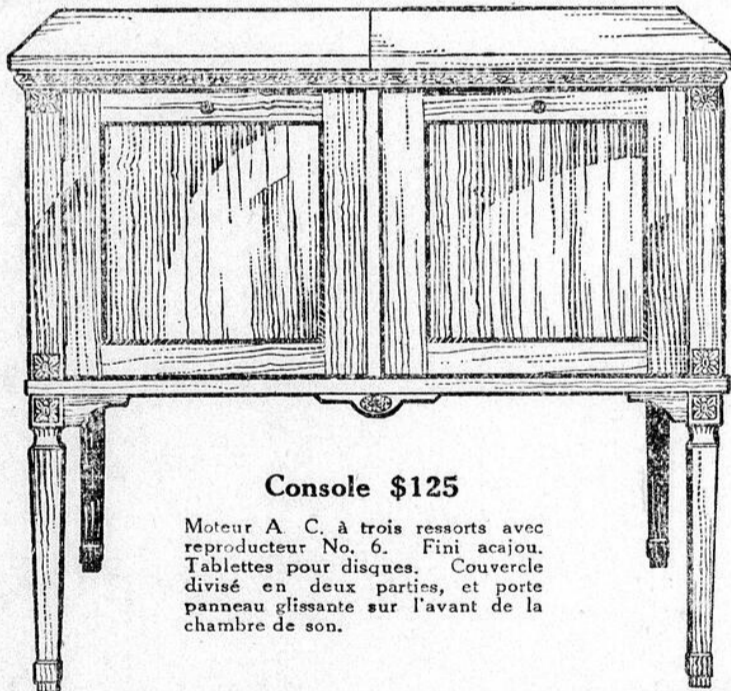 Console $125
Moteur A C. à trois ressorts avec
reproducteur No. 6. Fini acajou.
Tablettes pour disques. Couvercle
divisé en deux parties, et porte
panneau glissante sur l'avant de la
chambre de son.